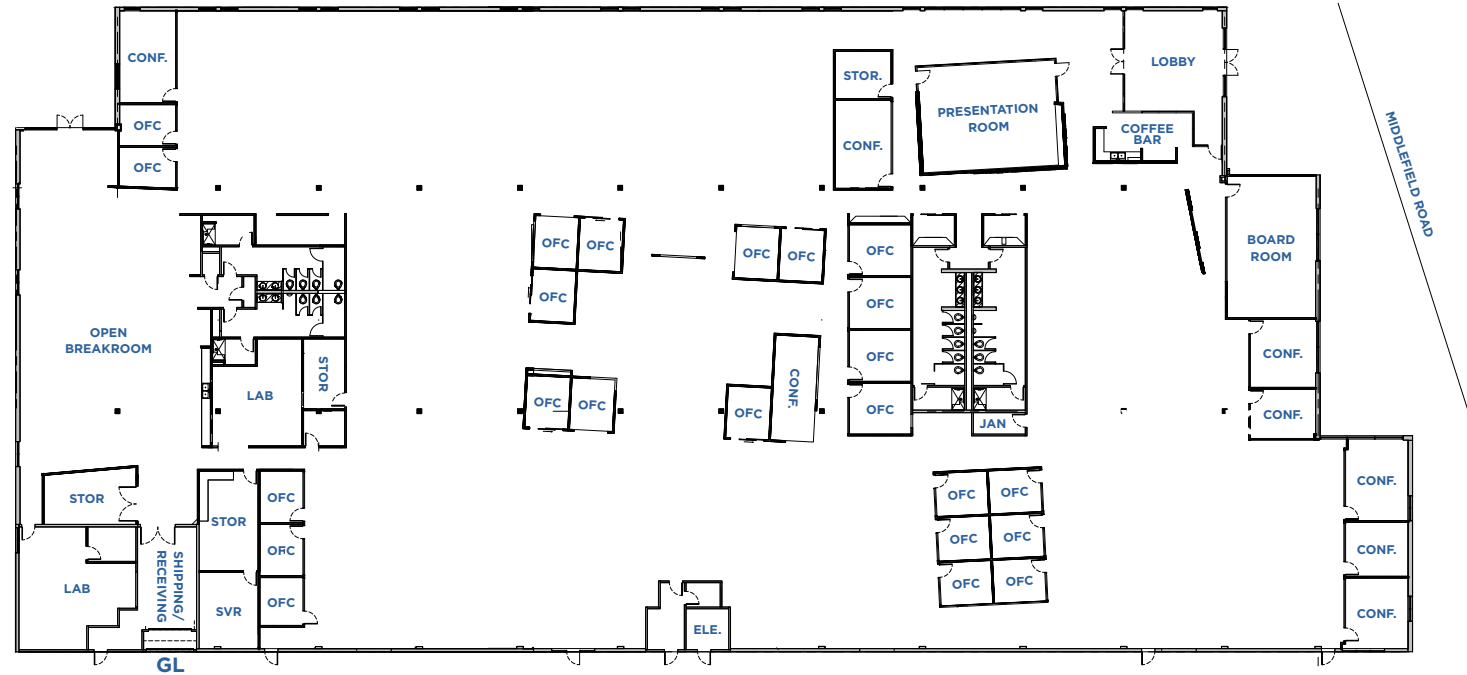 CONF.
LOBBY
STOR.
PRESENTATION
ROOM
OFC
COFFEE
BAR
CONF.
OFC
MIDDLEFIELD ROAD
OFC
OFC
OFC
OFC
OFC
BOARD
ROOM
OFC
OFC
OPEN
BREAKROOM
OFC
CONF.
STOR
CONF.
LAB
OFC
OFC
OFC
OFC
CONF.
JAN
CONF.
STOR
OFC
OFC
OFC
STOR
OFC
OFC
OFC
CONF.
SHIPPING/
RECEIVING
LAB
OFC
OFC
OFC
SVR
CONF.
ELE.
GL